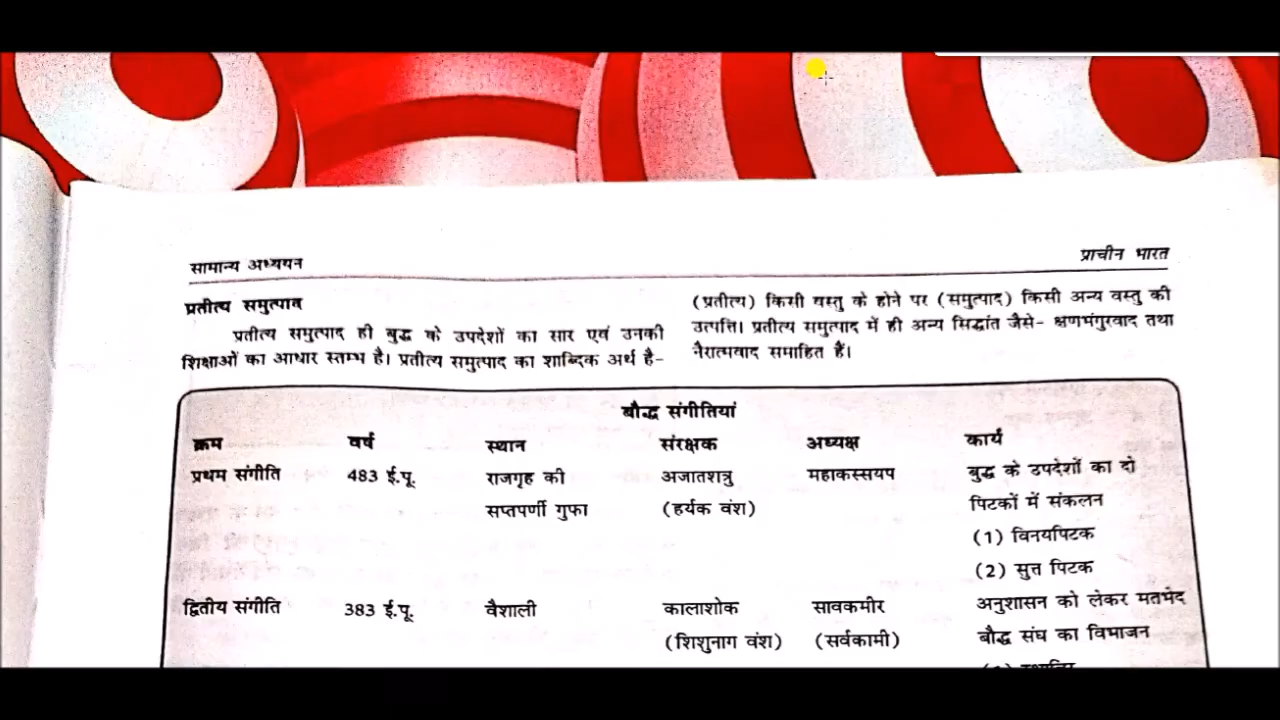 सामान्य अध्ययन
प्राचीन भारत
प्रतीत्य समुत्पाद
प्रतीत्य समुत्पाद ही बुद्ध के उपदेशों का सार एवं उनकी
शिक्षाओं का आधार स्तम्भ है। प्रतीत्य समुत्पाद का शाब्दिक अर्थ है–
(प्रतीत्य) किसी वस्तु के होने पर (समुत्पाद) किसी अन्य वस्तु की
उत्पत्ति। प्रतीत्य समुत्पाद में ही अन्य सिद्धांत जैसे– क्षणभंगुरवाद तथा
नैरात्मवाद समाहित हैं।
बौद्ध संगीतियां
क्रम वर्ष स्थान संरक्षक अध्यक्ष कार्य
प्रथम संगीति 483 ई.पू. राजगृह की अजातशत्रु महाकस्सयप बुद्ध के उपदेशों का दो
सप्तपर्णी गुफा (हर्यक वंश) पिटकों में संकलन
(1) विनयपिटक
(2) सुत्त पिटक
द्वितीय संगीति 383 ई.पू. वैशाली कालाशोक सावकमीर अनुशासन को लेकर मतभेद
(शिशुनाग वंश) (सर्वकामी) बौद्ध संघ का विभाजन